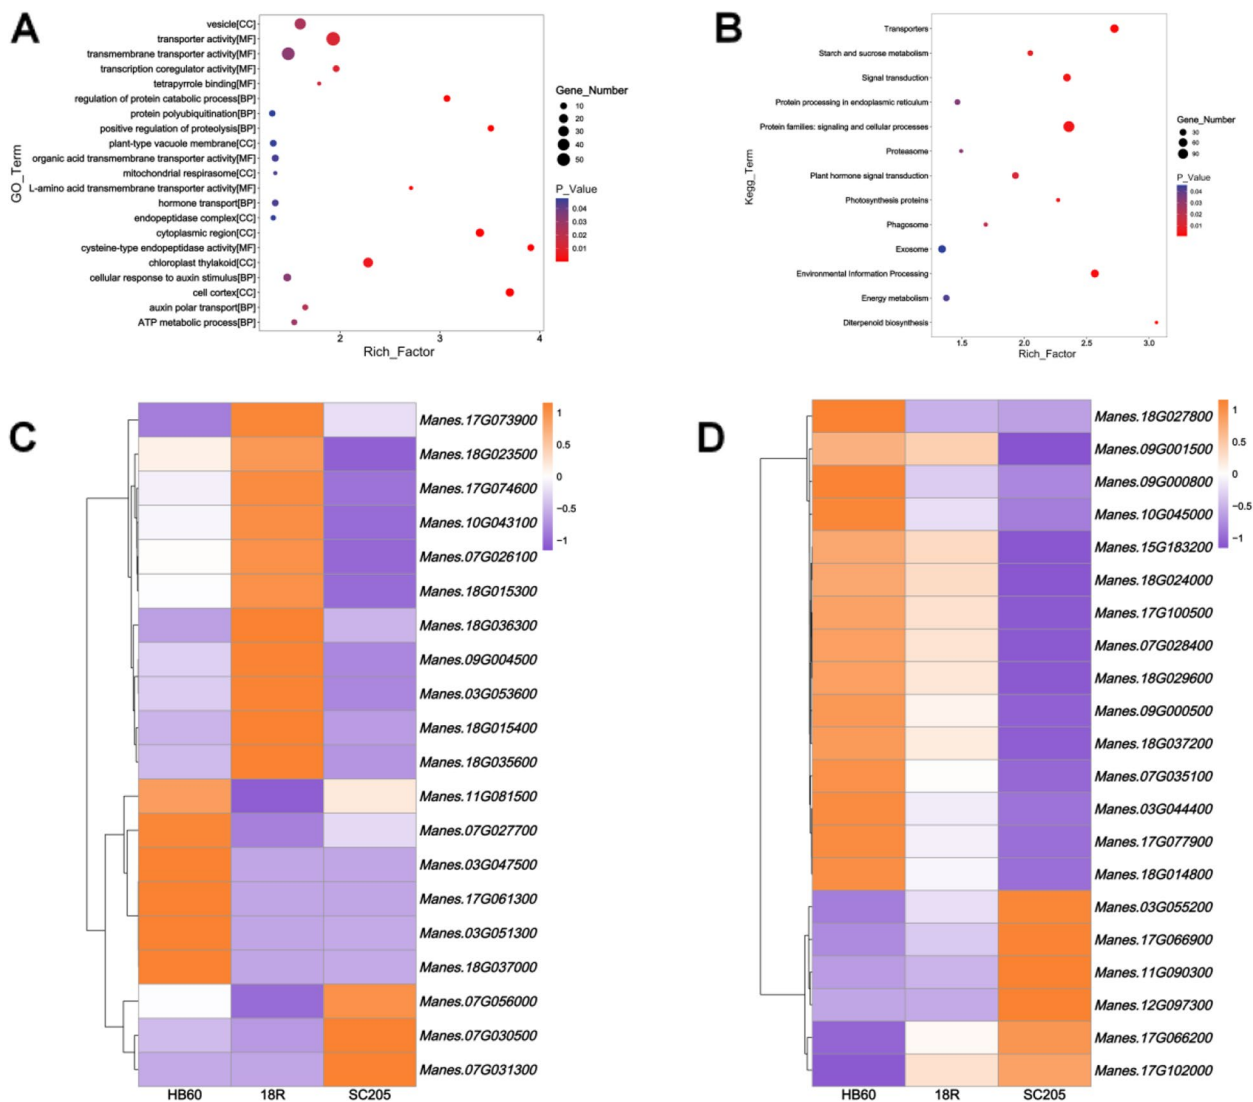 A
vesicle[CC]
transporter activity[MF]
transmembrane transporter activity[MF]
transcription coregulator activity[MF]
tetrapyrrole binding[MF]
regulation of protein catabolic process[BP]
protein polyubiquitination[BP]
positive regulation of proteolysis[BP]
plant-type vacuole membrane[CC]
organic acid transmembrane transporter activity[MF]
mitochondrial respirasome[CC]
L-amino acid transmembrane transporter activity[MF]
hormone transport[BP]
endopeptidase complex[CC]
cytoplasmic region[CC]
cysteine-type endopeptidase activity[MF]
chloroplast thylakoid[CC]
cellular response to auxin stimulus[BP]
cell cortex[CC]
auxin polar transport[BP]
ATP metabolic process[BP]
GO_Term
2 3 4
Rich_Factor
Gene_Number
10
20
30
40
50
P_Value
0.04
0.03
0.02
0.01
B
Transporters
Starch and sucrose metabolism
Signal transduction
Protein processing in endoplasmic reticulum
Protein families: signaling and cellular processes
Proteasome
Plant hormone signal transduction
Photosynthesis proteins
Phagosome
Exosome
Environmental Information Processing
Energy metabolism
Diterpenoid biosynthesis
Kegg_Term
1.5 2.0 2.5 3.0
Rich_Factor
Gene_Number
30
60
90
P_Value
0.04
0.03
0.02
0.01
C
Manes.17G073900
Manes.18G023500
Manes.17G074600
Manes.10G043100
Manes.07G026100
Manes.18G015300
Manes.18G036300
Manes.09G004500
Manes.03G053600
Manes.18G015400
Manes.18G035600
Manes.11G081500
Manes.07G027700
Manes.03G047500
Manes.17G061300
Manes.03G051300
Manes.18G037000
Manes.07G056000
Manes.07G030500
Manes.07G031300
HB60 18R SC205
1
0.5
0
−0.5
−1
D
Manes.18G027800
Manes.09G001500
Manes.09G000800
Manes.10G045000
Manes.15G183200
Manes.18G024000
Manes.17G100500
Manes.07G028400
Manes.18G029600
Manes.09G000500
Manes.18G037200
Manes.07G035100
Manes.03G044400
Manes.17G077900
Manes.18G014800
Manes.03G055200
Manes.17G066900
Manes.11G090300
Manes.12G097300
Manes.17G066200
Manes.17G102000
HB60 18R SC205
1
0.5
0
−0.5
−1